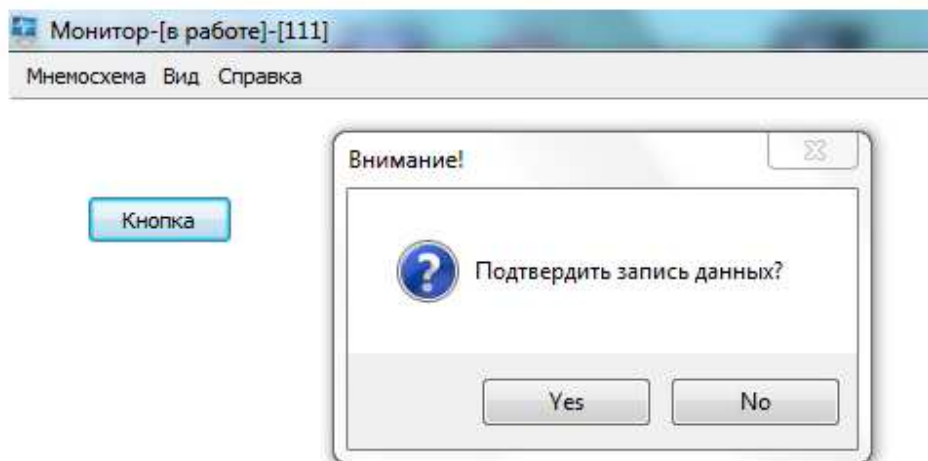 Монитор-[в работе]-[111]
Мнемосхема Вид Справка
Внимание!
Кнопка
Подтвердить запись данных?
Yes No